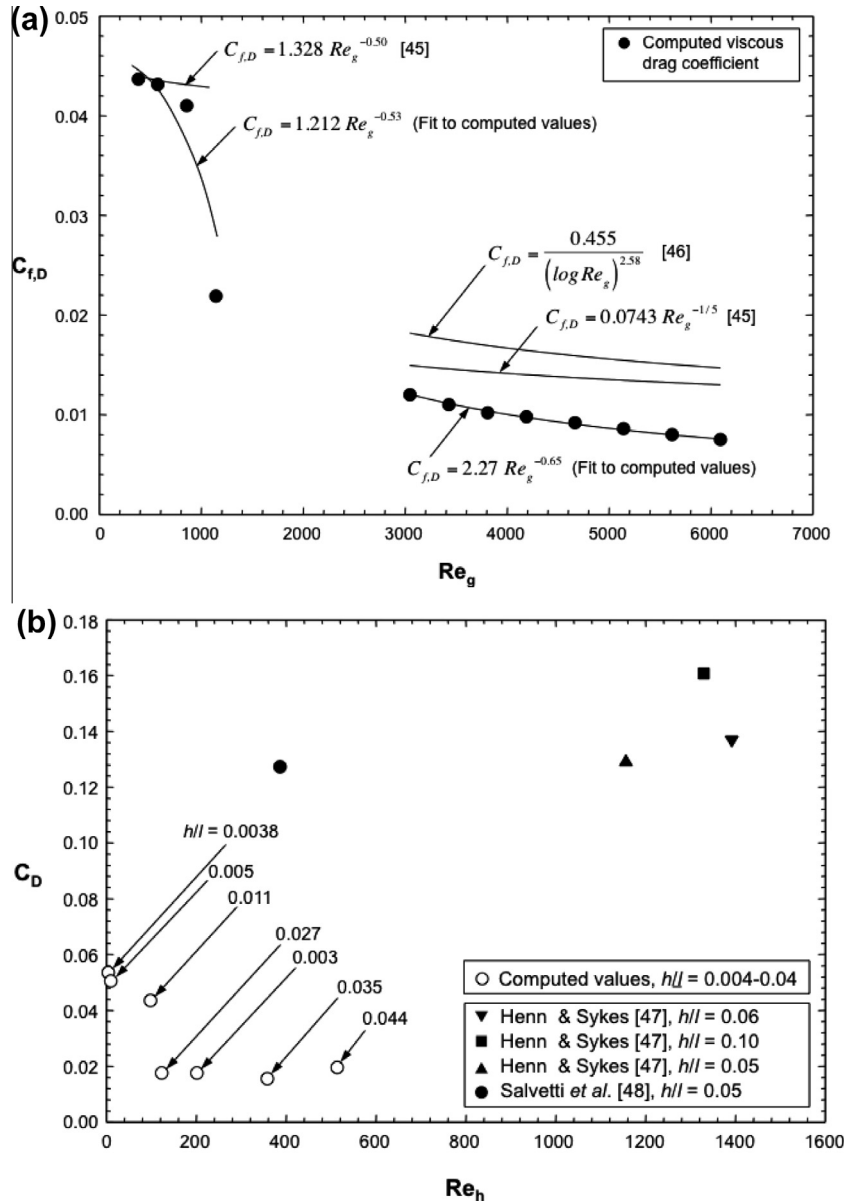 (a)
0.05
0.04
0.03
0.02
0.01
0.00
C_{f,D}
C_{f,D} = 1.328 Re_g^{-0.50} [45]
C_{f,D} = 1.212 Re_g^{-0.53} (Fit to computed values)
● Computed viscous
drag coefficient
C_{f,D} = \frac{0.455}{(log Re_g)^{2.58}} [46]
C_{f,D} = 0.0743 Re_g^{-1/5} [45]
C_{f,D} = 2.27 Re_g^{-0.65} (Fit to computed values)
0 1000 2000 3000 4000 5000 6000 7000
Re_g
(b)
0.18
0.16
0.14
0.12
0.10
0.08
0.06
0.04
0.02
0.00
C_D
h/l = 0.0038
0.005
0.011
0.027
0.003
0.035
0.044
○ Computed values, h/l = 0.004-0.04
▼ Henn & Sykes [47], h/l = 0.06
■ Henn & Sykes [47], h/l = 0.10
▲ Henn & Sykes [47], h/l = 0.05
● Salvetti et al. [48], h/l = 0.05
0 200 400 600 800 1000 1200 1400 1600
Re_h